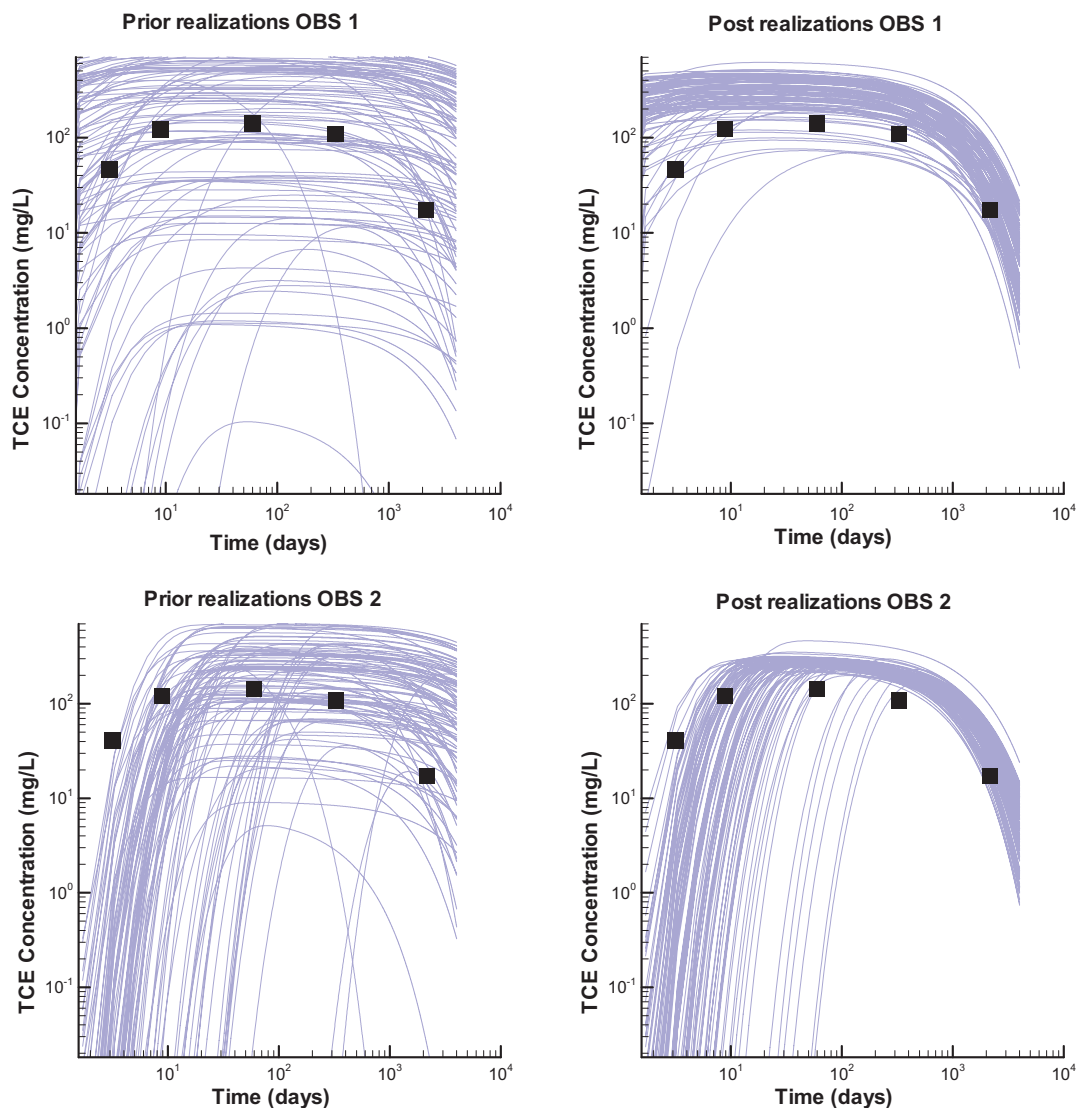 Prior realizations OBS 1
TCE Concentration (mg/L)
10²
10¹
10⁰
10⁻¹
10¹
10²
10³
10⁴
Time (days)
Post realizations OBS 1
TCE Concentration (mg/L)
10²
10¹
10⁰
10⁻¹
10¹
10²
10³
10⁴
Time (days)
Prior realizations OBS 2
TCE Concentration (mg/L)
10²
10¹
10⁰
10⁻¹
10¹
10²
10³
10⁴
Time (days)
Post realizations OBS 2
TCE Concentration (mg/L)
10²
10¹
10⁰
10⁻¹
10¹
10²
10³
10⁴
Time (days)